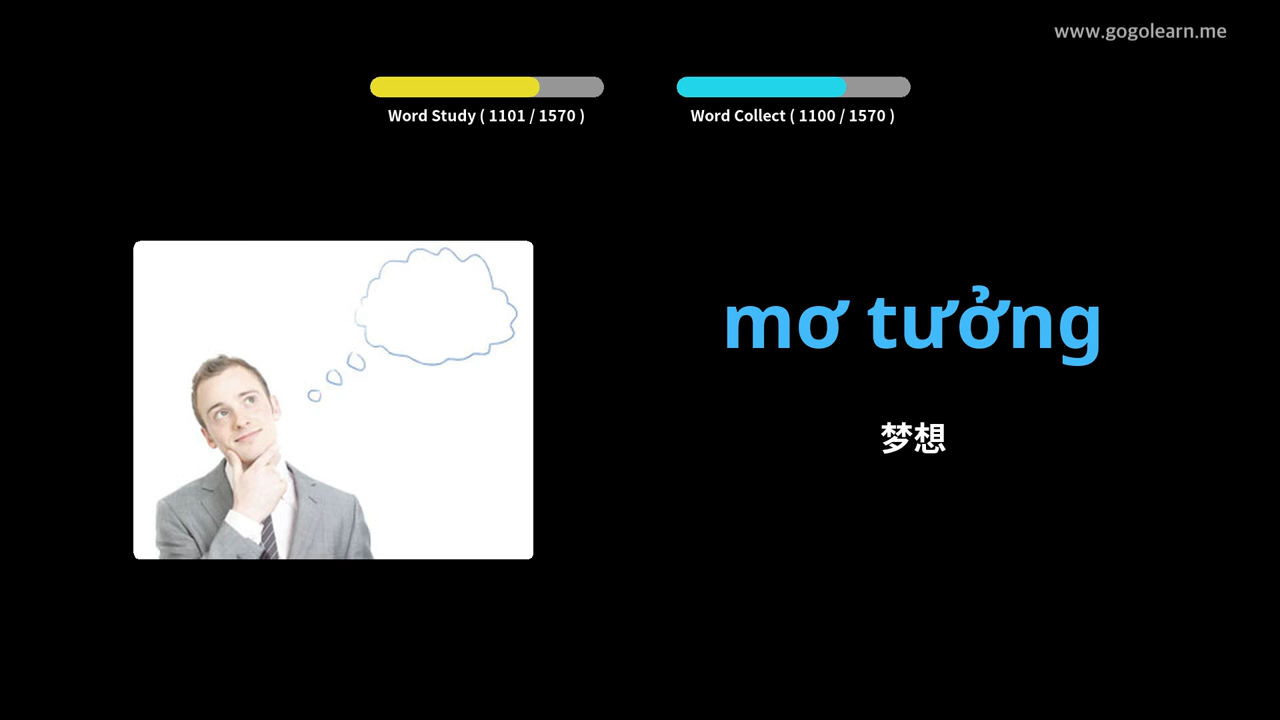 www.gogolearn.me
Word Study ( 1101 / 1570 )
Word Collect ( 1100 / 1570 )
mơ tưởng
梦想